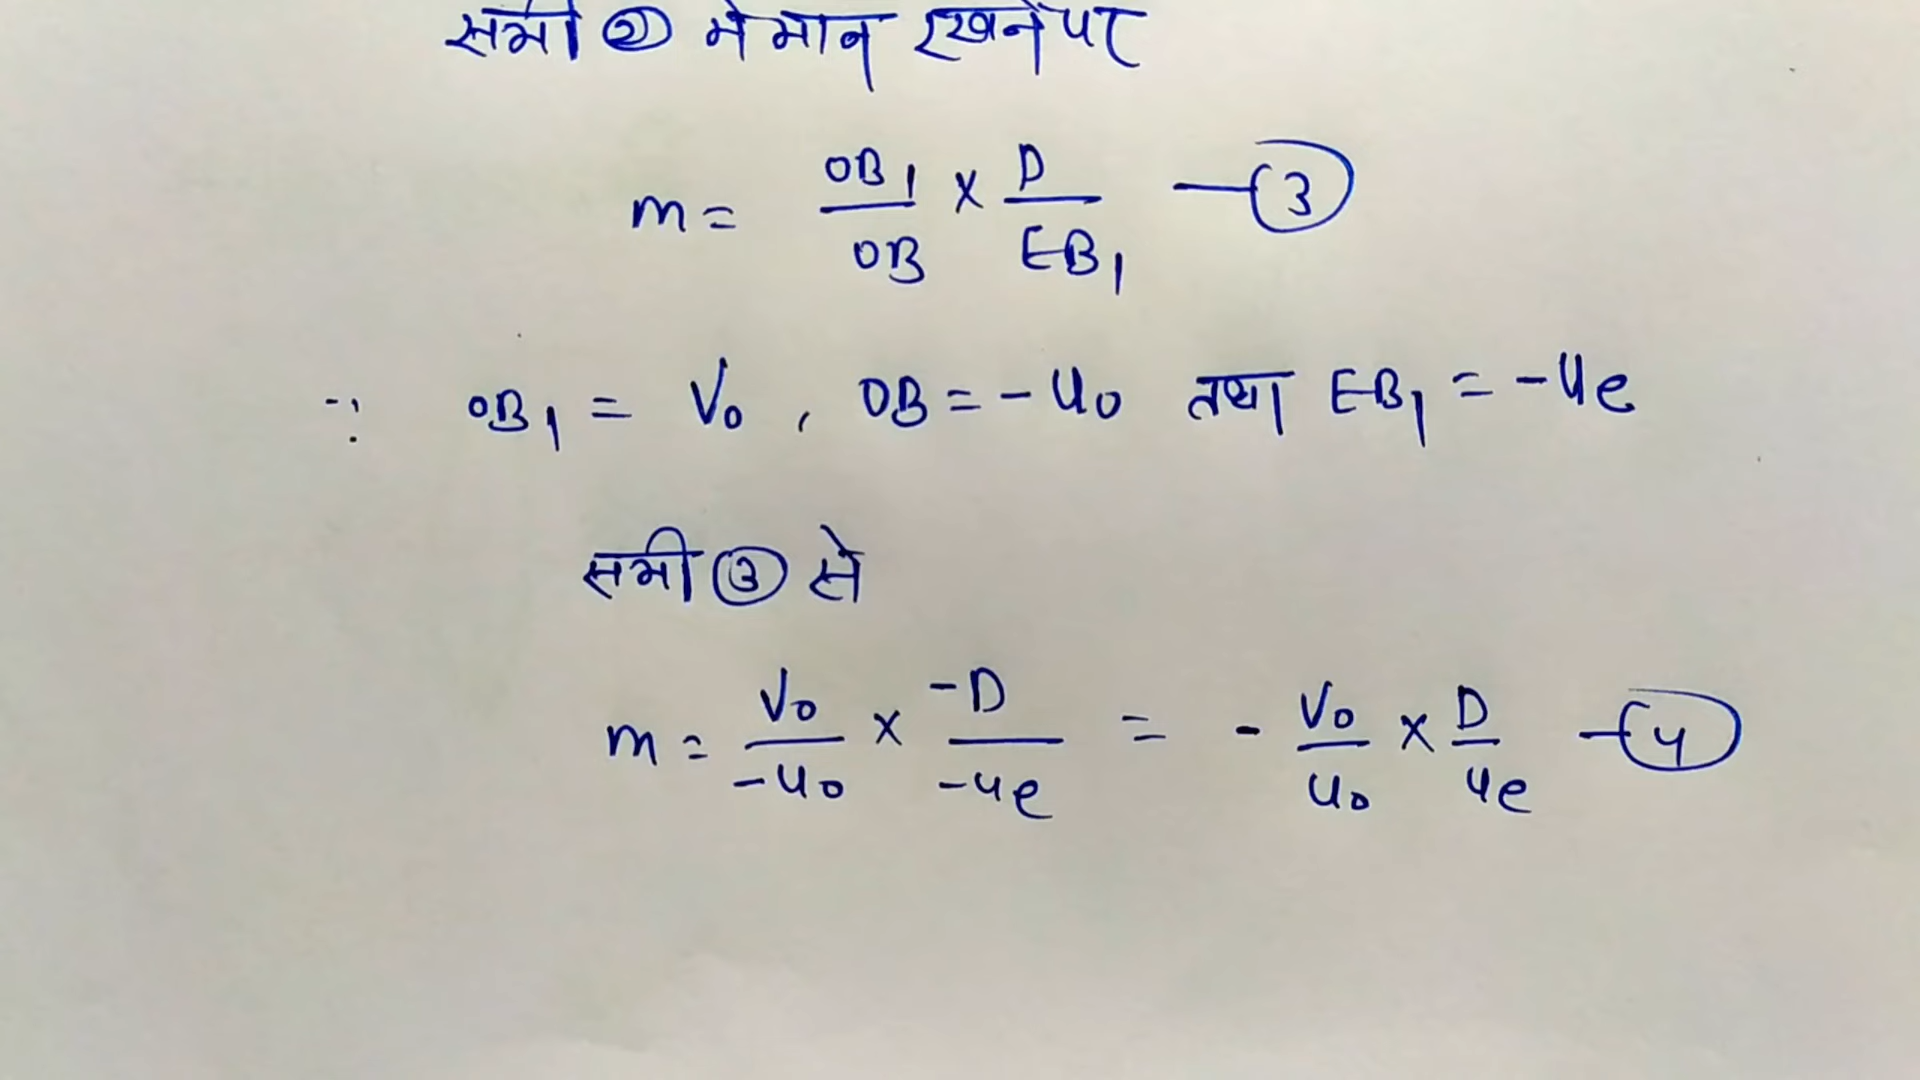 समी ② में मान रखने पर
m = OB₁/OB × D/EB₁ —③
∵ OB₁ = V₀, OB = -u₀ तथा EB₁ = -ue
समी ③ से
m = V₀/-u₀ × -D/-ue = - V₀/u₀ × D/ue —④